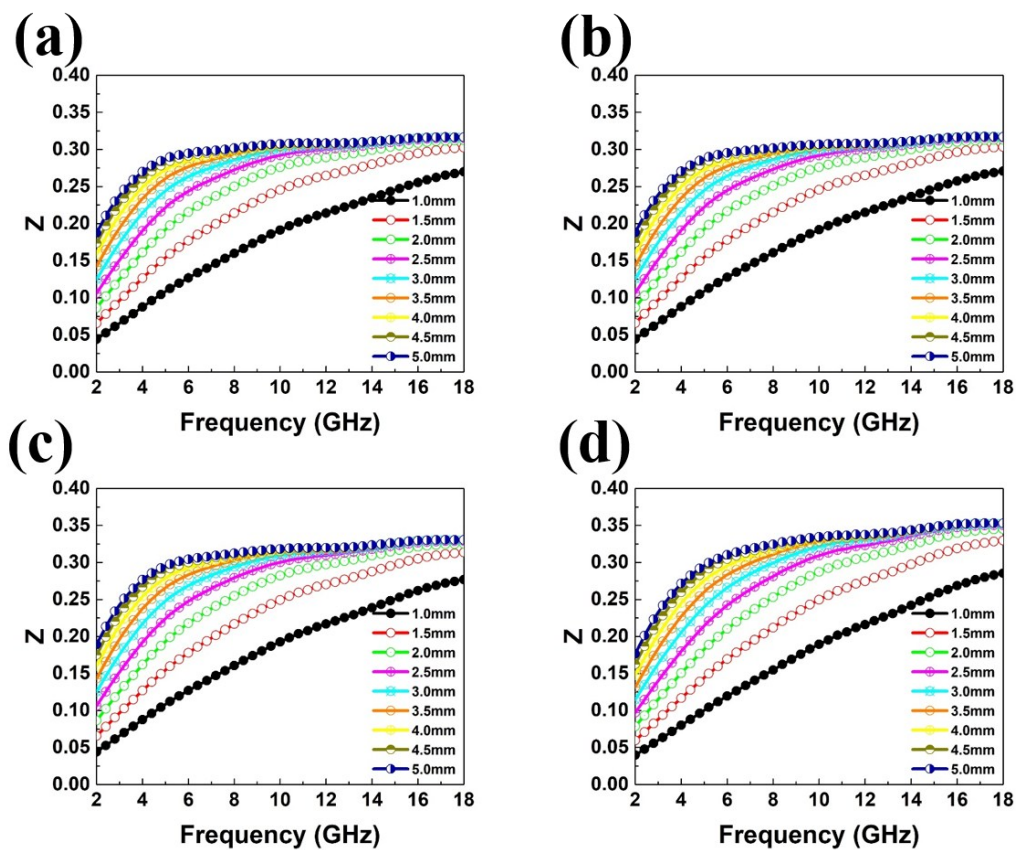 (a)
0.40
0.35
0.30
0.25
0.20
0.15
0.10
0.05
0.00
Z
1.0mm
1.5mm
2.0mm
2.5mm
3.0mm
3.5mm
4.0mm
4.5mm
5.0mm
2 4 6 8 10 12 14 16 18
Frequency (GHz)
(b)
0.40
0.35
0.30
0.25
0.20
0.15
0.10
0.05
0.00
Z
1.0mm
1.5mm
2.0mm
2.5mm
3.0mm
3.5mm
4.0mm
4.5mm
5.0mm
2 4 6 8 10 12 14 16 18
Frequency (GHz)
(c)
0.40
0.35
0.30
0.25
0.20
0.15
0.10
0.05
0.00
Z
1.0mm
1.5mm
2.0mm
2.5mm
3.0mm
3.5mm
4.0mm
4.5mm
5.0mm
2 4 6 8 10 12 14 16 18
Frequency (GHz)
(d)
0.40
0.35
0.30
0.25
0.20
0.15
0.10
0.05
0.00
Z
1.0mm
1.5mm
2.0mm
2.5mm
3.0mm
3.5mm
4.0mm
4.5mm
5.0mm
2 4 6 8 10 12 14 16 18
Frequency (GHz)